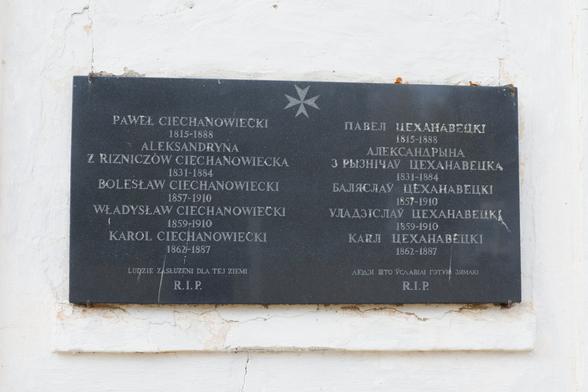 PAWEŁ CIECHANOWIECKI
1815-1888
ALEKSANDRYNA
Z RIZNICZÓW CIECHANOWIECKA
1831-1884
BOLESŁAW CIECHANOWIECKI
1857-1910
WŁADYSŁAW CIECHANOWIECKI
1859-1910
KAROL CIECHANOWIECKI
1862-1887
LUDZIE ZASŁUŻENI DLA TEJ ZIEMI
R.I.P.
ПАВЕЛ ЦЕХАНАВЕЦКІ
1815-1888
АЛЕКСАНДРЫНА
З РЫЗНІЧАЎ ЦЕХАНАВЕЦКА
1831-1884
БАЛЯСЛАЎ ЦЕХАНАВЕЦКІ
1857-1910
УЛАДЗІСЛАЎ ЦЕХАНАВЕЦКІ
1859-1910
КАРЛ ЦЕХАНАВЕЦКІ
1862-1887
ЛЮДЗІ ШТО ЎСЛАВІЛІ ГЭТУЮ ЗЯМЛЮ
R.I.P.